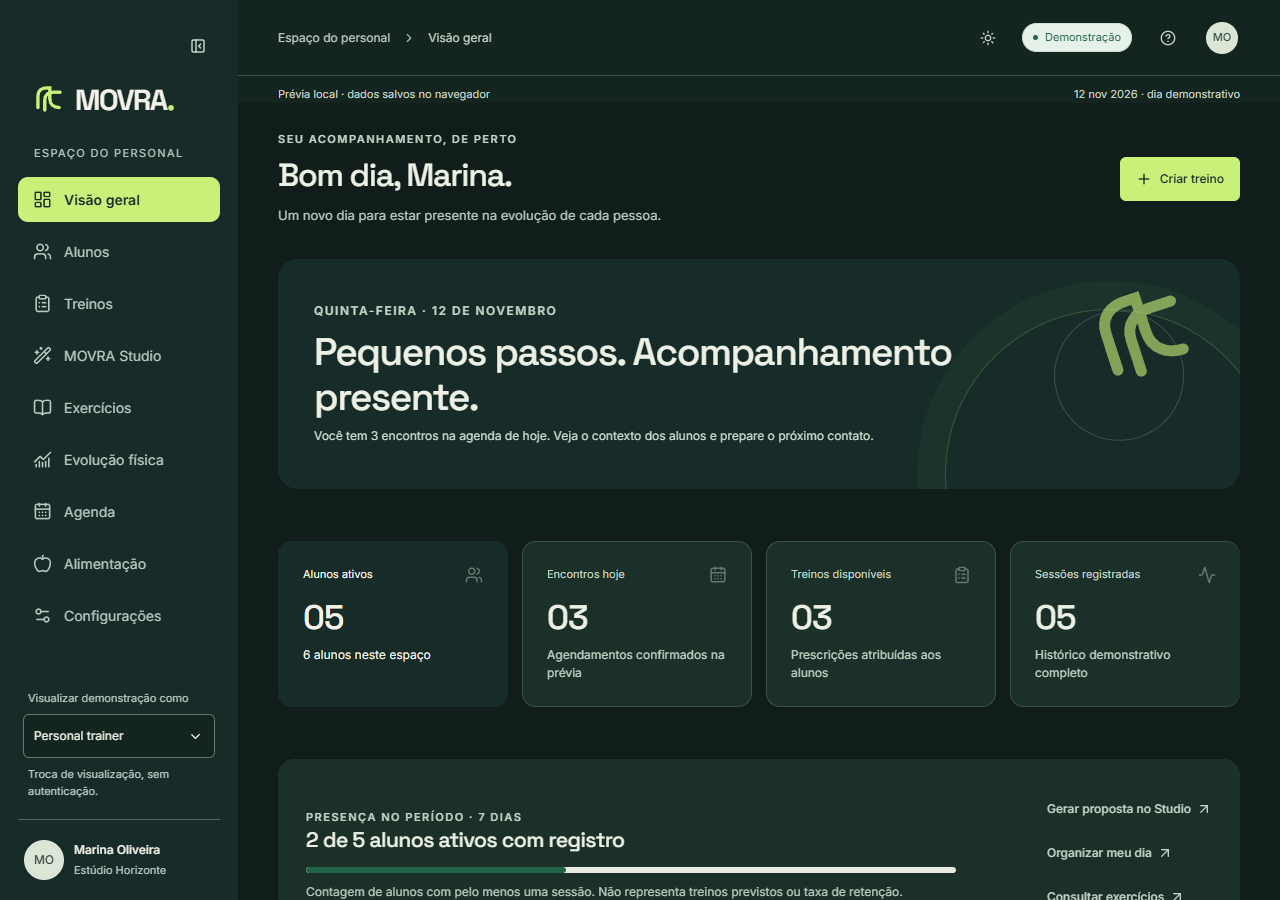 MOVRA.
ESPAÇO DO PERSONAL
Visão geral
Alunos
Treinos
MOVRA Studio
Exercícios
Evolução física
Agenda
Alimentação
Configurações
Visualizar demonstração como
Personal trainer
Troca de visualização, sem
autenticação.
MO
Marina Oliveira
Estúdio Horizonte
Espaço do personal
Visão geral
Demonstração
MO
Prévia local · dados salvos no navegador
12 nov 2026 · dia demonstrativo
SEU ACOMPANHAMENTO, DE PERTO
Bom dia, Marina.
Um novo dia para estar presente na evolução de cada pessoa.
Criar treino
QUINTA-FEIRA · 12 DE NOVEMBRO
Pequenos passos. Acompanhamento
presente.
Você tem 3 encontros na agenda de hoje. Veja o contexto dos alunos e prepare o próximo contato.
Alunos ativos
05
6 alunos neste espaço
Encontros hoje
03
Agendamentos confirmados na
prévia
Treinos disponíveis
03
Prescrições atribuídas aos
alunos
Sessões registradas
05
Histórico demonstrativo
completo
PRESENÇA NO PERÍODO · 7 DIAS
2 de 5 alunos ativos com registro
Contagem de alunos com pelo menos uma sessão. Não representa treinos previstos ou taxa de retenção.
Gerar proposta no Studio
Organizar meu dia
Consultar exercícios